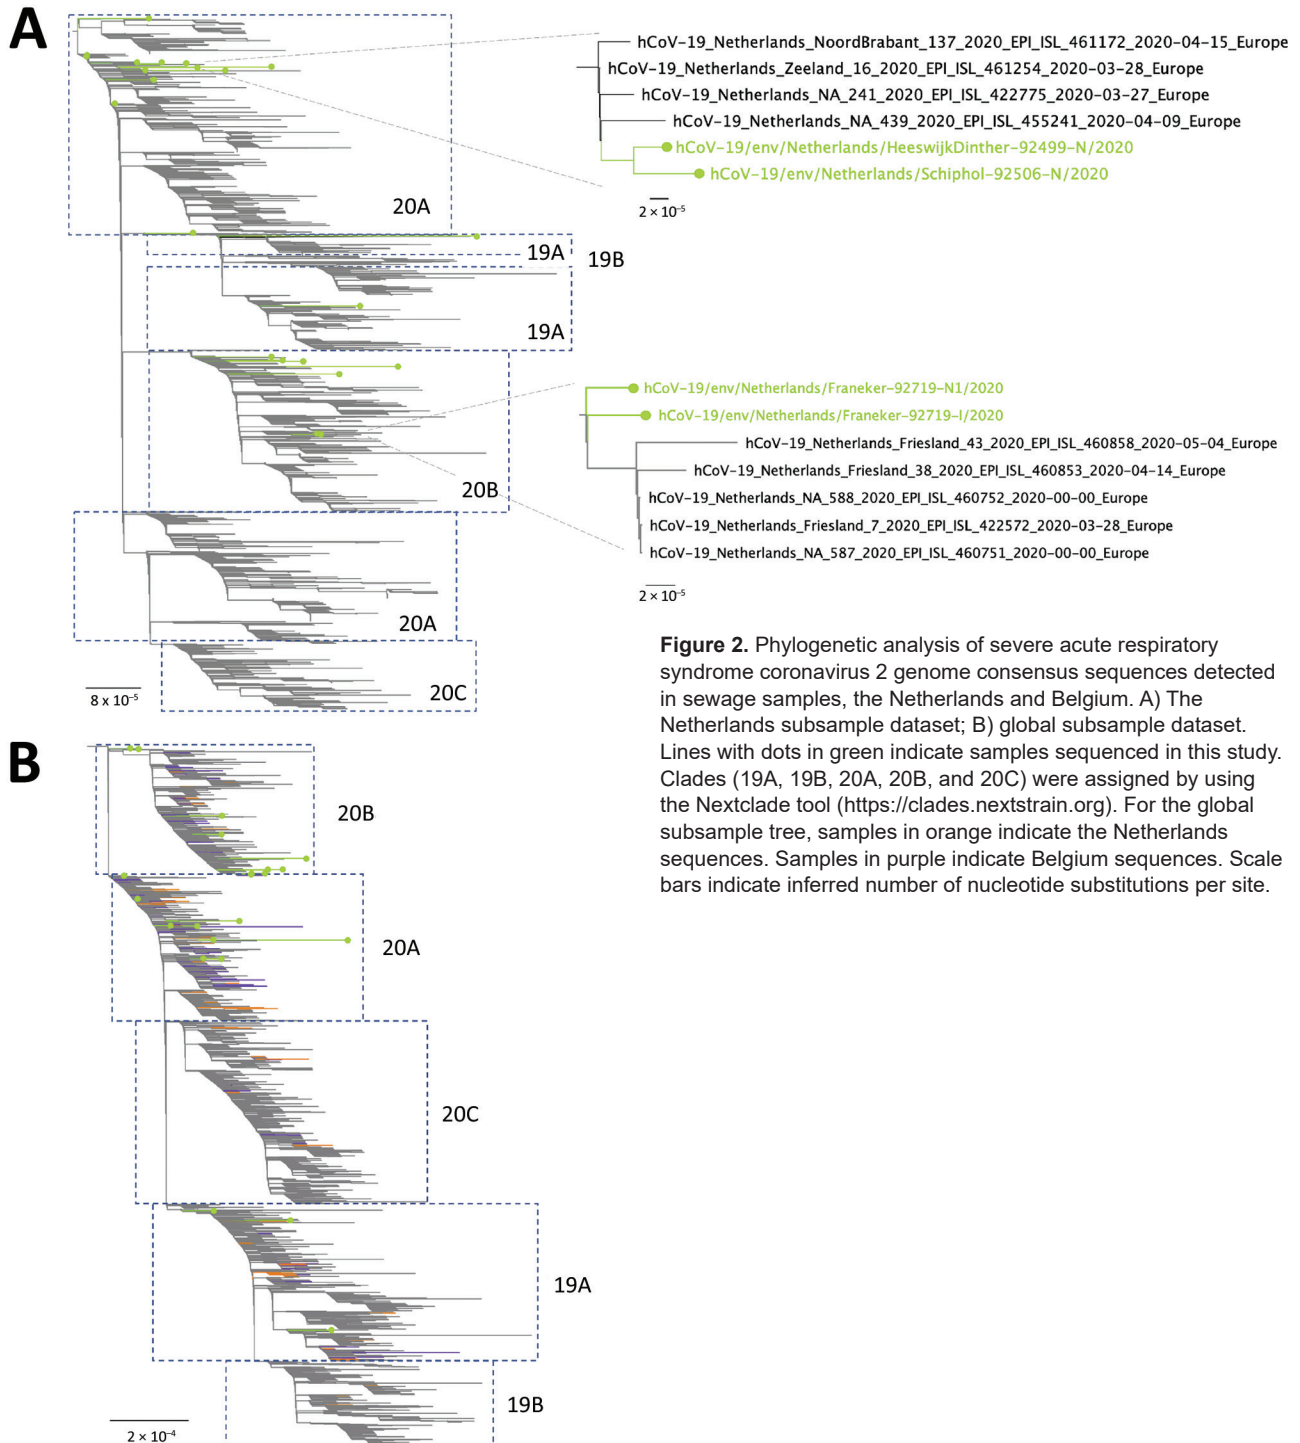 A
hCoV-19_Netherlands_NoordBrabant_137_2020_EPI_ISL_461172_2020-04-15_Europe
hCoV-19_Netherlands_Zeeland_16_2020_EPI_ISL_461254_2020-03-28_Europe
hCoV-19_Netherlands_NA_241_2020_EPI_ISL_422775_2020-03-27_Europe
hCoV-19_Netherlands_NA_439_2020_EPI_ISL_455241_2020-04-09_Europe
hCoV-19/env/Netherlands/HeeswijkDinther-92499-N/2020
hCoV-19/env/Netherlands/Schiphol-92506-N/2020
2 × 10⁻⁵
20A
19A
19B
19A
hCoV-19/env/Netherlands/Franeker-92719-N1/2020
hCoV-19/env/Netherlands/Franeker-92719-I/2020
hCoV-19_Netherlands_Friesland_43_2020_EPI_ISL_460858_2020-05-04_Europe
hCoV-19_Netherlands_Friesland_38_2020_EPI_ISL_460853_2020-04-14_Europe
hCoV-19_Netherlands_NA_588_2020_EPI_ISL_460752_2020-00-00_Europe
hCoV-19_Netherlands_Friesland_7_2020_EPI_ISL_422572_2020-03-28_Europe
hCoV-19_Netherlands_NA_587_2020_EPI_ISL_460751_2020-00-00_Europe
2 × 10⁻⁵
20B
20A
20C
8 x 10⁻⁵
Figure 2. Phylogenetic analysis of severe acute respiratory
syndrome coronavirus 2 genome consensus sequences detected
in sewage samples, the Netherlands and Belgium. A) The
Netherlands subsample dataset; B) global subsample dataset.
Lines with dots in green indicate samples sequenced in this study.
Clades (19A, 19B, 20A, 20B, and 20C) were assigned by using
the Nextclade tool (https://clades.nextstrain.org). For the global
subsample tree, samples in orange indicate the Netherlands
sequences. Samples in purple indicate Belgium sequences. Scale
bars indicate inferred number of nucleotide substitutions per site.
B
20B
20A
20C
19A
19B
2 × 10⁻⁴